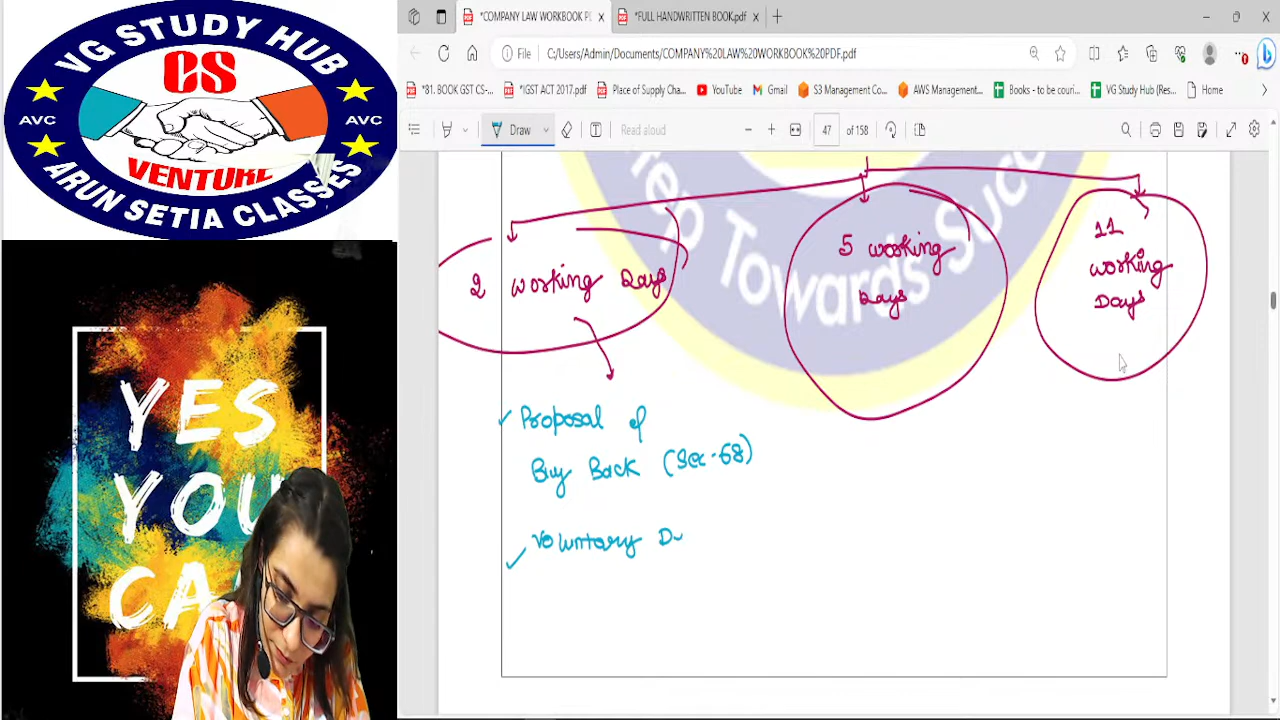 VG STUDY HUB
CS
AVC
AVC
VENTURE
ARUN SETIA CLASSES
YES
YOU
CA
*COMPANY LAW WORKBOOK P
*FULL HANDWRITTEN BOOK.pdf
File
C:/Users/Admin/Documents/COMPANY%20LAW%20WORKBOOK%20PDF.pdf
*81. BOOK GST CS-...
*IGST ACT 2017.pdf
Place of Supply Cha...
YouTube
Gmail
S3 Management Co...
AWS Management...
Books - to be couri...
VG Study Hub (Res...
Home
Draw
Read aloud
47
of 158
Prep Towards Success
2 working Days
5 working
Days
11
working
Days
Proposal of
Buy Back (Sec-68)
Voluntary D